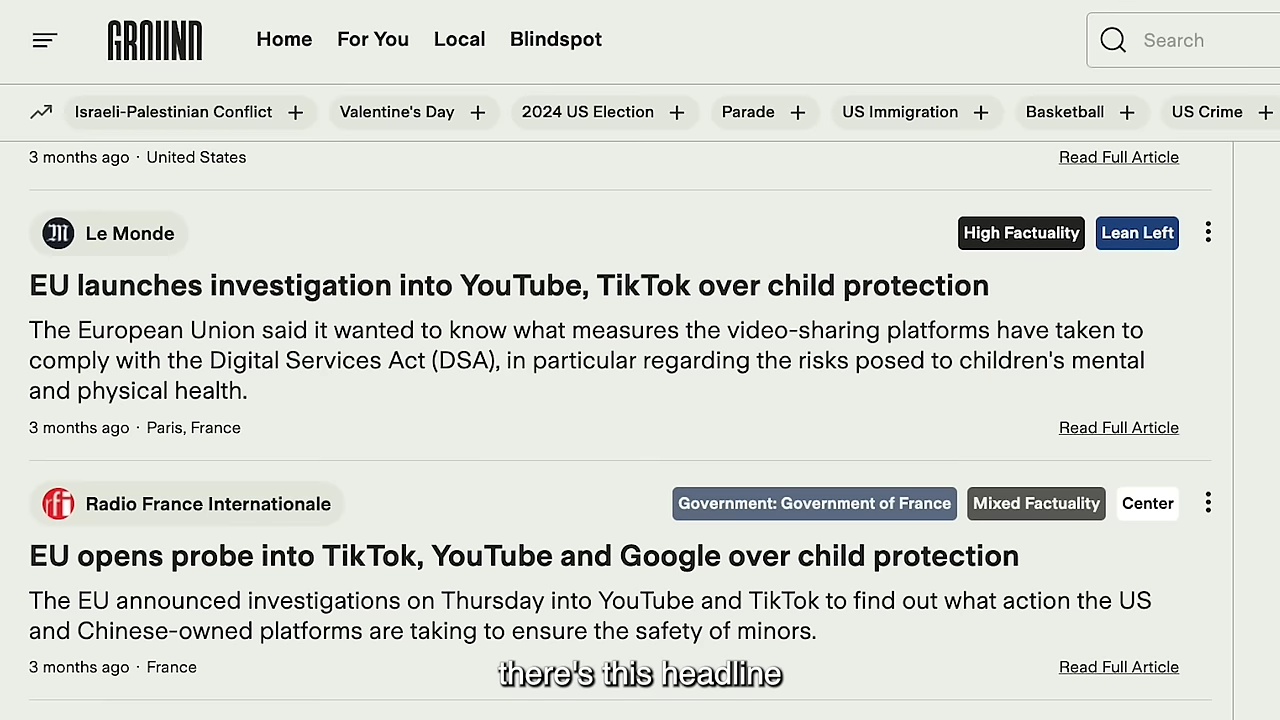 GROUND
Home
For You
Local
Blindspot
Search
Israeli-Palestinian Conflict +
Valentine's Day +
2024 US Election +
Parade +
US Immigration +
Basketball +
US Crime +
3 months ago · United States
Read Full Article
Le Monde
High Factuality
Lean Left
EU launches investigation into YouTube, TikTok over child protection
The European Union said it wanted to know what measures the video-sharing platforms have taken to
comply with the Digital Services Act (DSA), in particular regarding the risks posed to children's mental
and physical health.
3 months ago · Paris, France
Read Full Article
rfi
Radio France Internationale
Government: Government of France
Mixed Factuality
Center
EU opens probe into TikTok, YouTube and Google over child protection
The EU announced investigations on Thursday into YouTube and TikTok to find out what action the US
and Chinese-owned platforms are taking to ensure the safety of minors.
3 months ago · France
Read Full Article
there's this headline